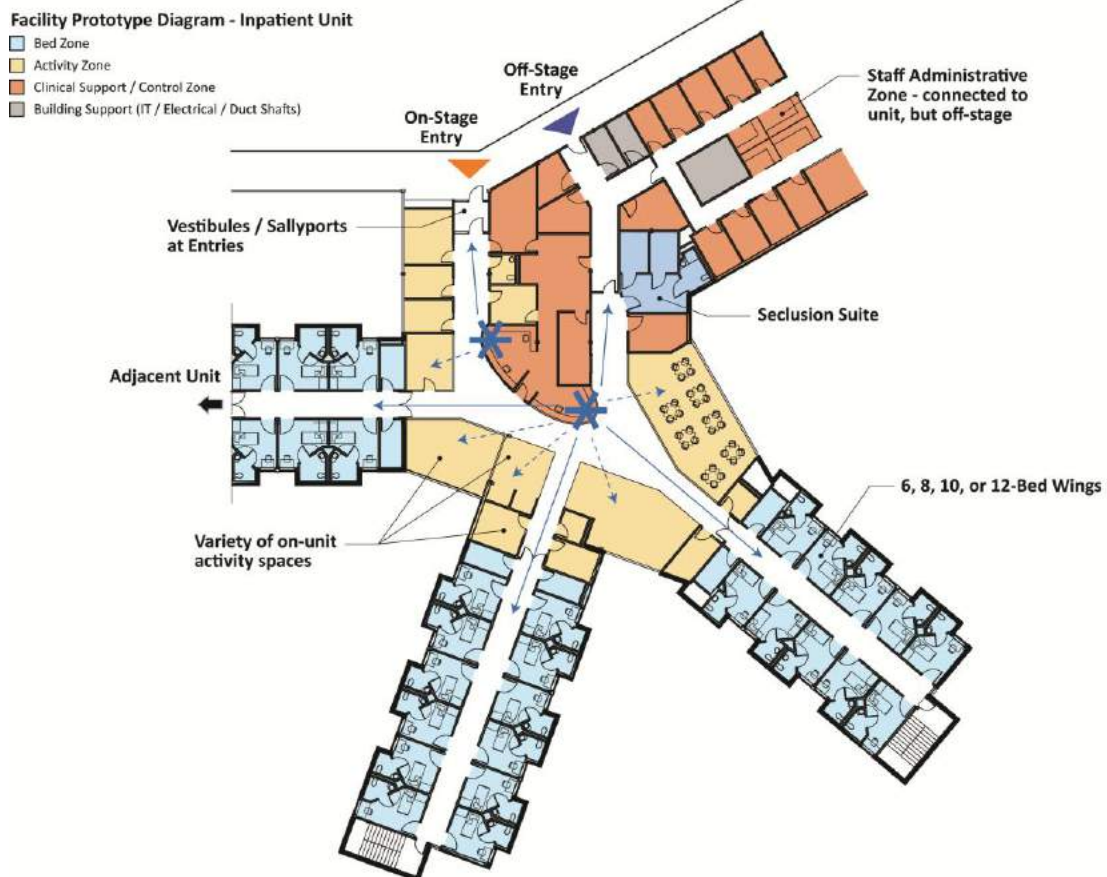 Facility Prototype Diagram - Inpatient Unit
Bed Zone
Activity Zone
Clinical Support / Control Zone
Building Support (IT / Electrical / Duct Shafts)
Off-Stage
Entry
On-Stage
Entry
Staff Administrative
Zone - connected to
unit, but off-stage
Vestibules / Sallyports
at Entries
Seclusion Suite
Adjacent Unit
6, 8, 10, or 12-Bed Wings
Variety of on-unit
activity spaces